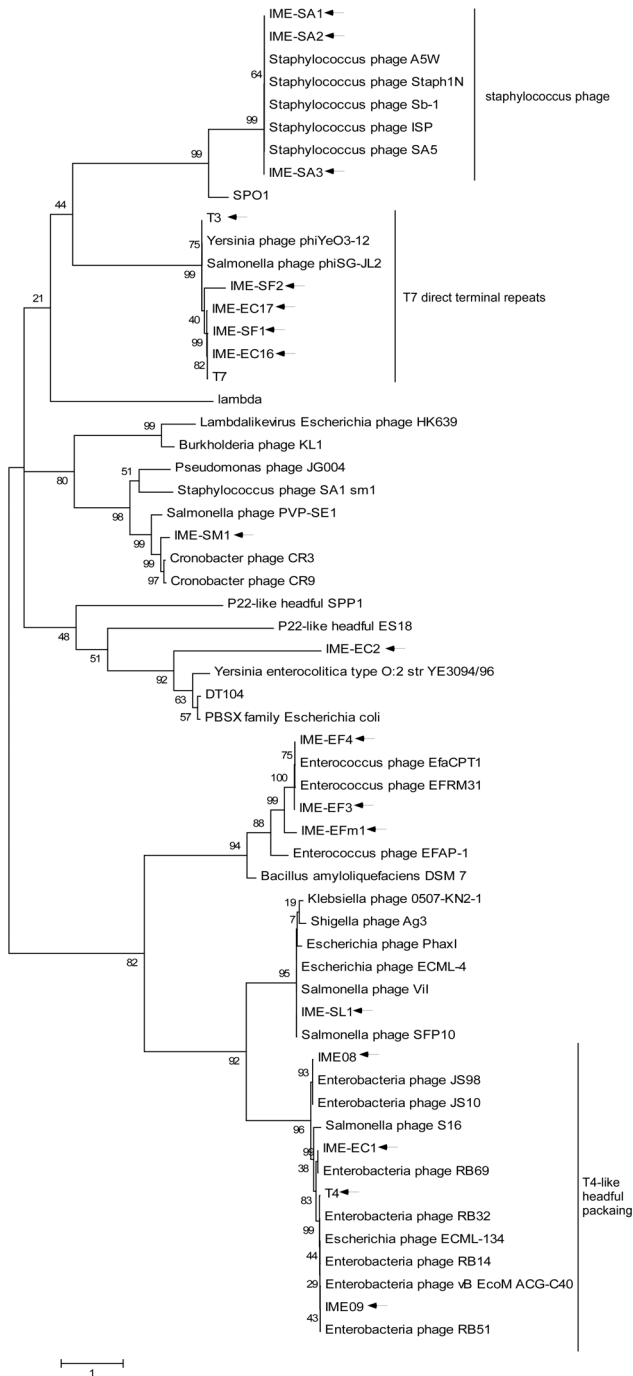 IME-SA1
IME-SA2
Staphylococcus phage A5W
64
Staphylococcus phage Staph1N
staphylococcus phage
Staphylococcus phage Sb-1
99
Staphylococcus phage ISP
Staphylococcus phage SA5
99
IME-SA3
SPO1
44
T3
75
Yersinia phage phiYeO3-12
Salmonella phage phiSG-JL2
99
IME-SF2
21
T7 direct terminal repeats
IME-EC17
40
IME-SF1
99
IME-EC16
82
T7
lambda
99
Lambdalikevirus Escherichia phage HK639
Burkholderia phage KL1
80
51
Pseudomonas phage JG004
Staphylococcus phage SA1 sm1
98
Salmonella phage PVP-SE1
99
IME-SM1
99
Cronobacter phage CR3
97
Cronobacter phage CR9
P22-like headful SPP1
48
P22-like headful ES18
51
IME-EC2
92
Yersinia enterocolitica type O:2 str YE3094/96
63
DT104
57
PBSX family Escherichia coli
IME-EF4
75
Enterococcus phage EfaCPT1
100
Enterococcus phage EFRM31
99
IME-EF3
88
IME-EFm1
94
Enterococcus phage EFAP-1
Bacillus amyloliquefaciens DSM 7
19
Klebsiella phage 0507-KN2-1
7
Shigella phage Ag3
82
Escherichia phage PhaxI
95
Escherichia phage ECML-4
Salmonella phage ViI
IME-SL1
Salmonella phage SFP10
92
IME08
93
Enterobacteria phage JS98
Enterobacteria phage JS10
96
Salmonella phage S16
99
IME-EC1
38
Enterobacteria phage RB69
T4-like
headful
packaing
83
T4
Enterobacteria phage RB32
99
Escherichia phage ECML-134
44
Enterobacteria phage RB14
29
Enterobacteria phage vB EcoM ACG-C40
IME09
43
Enterobacteria phage RB51
1